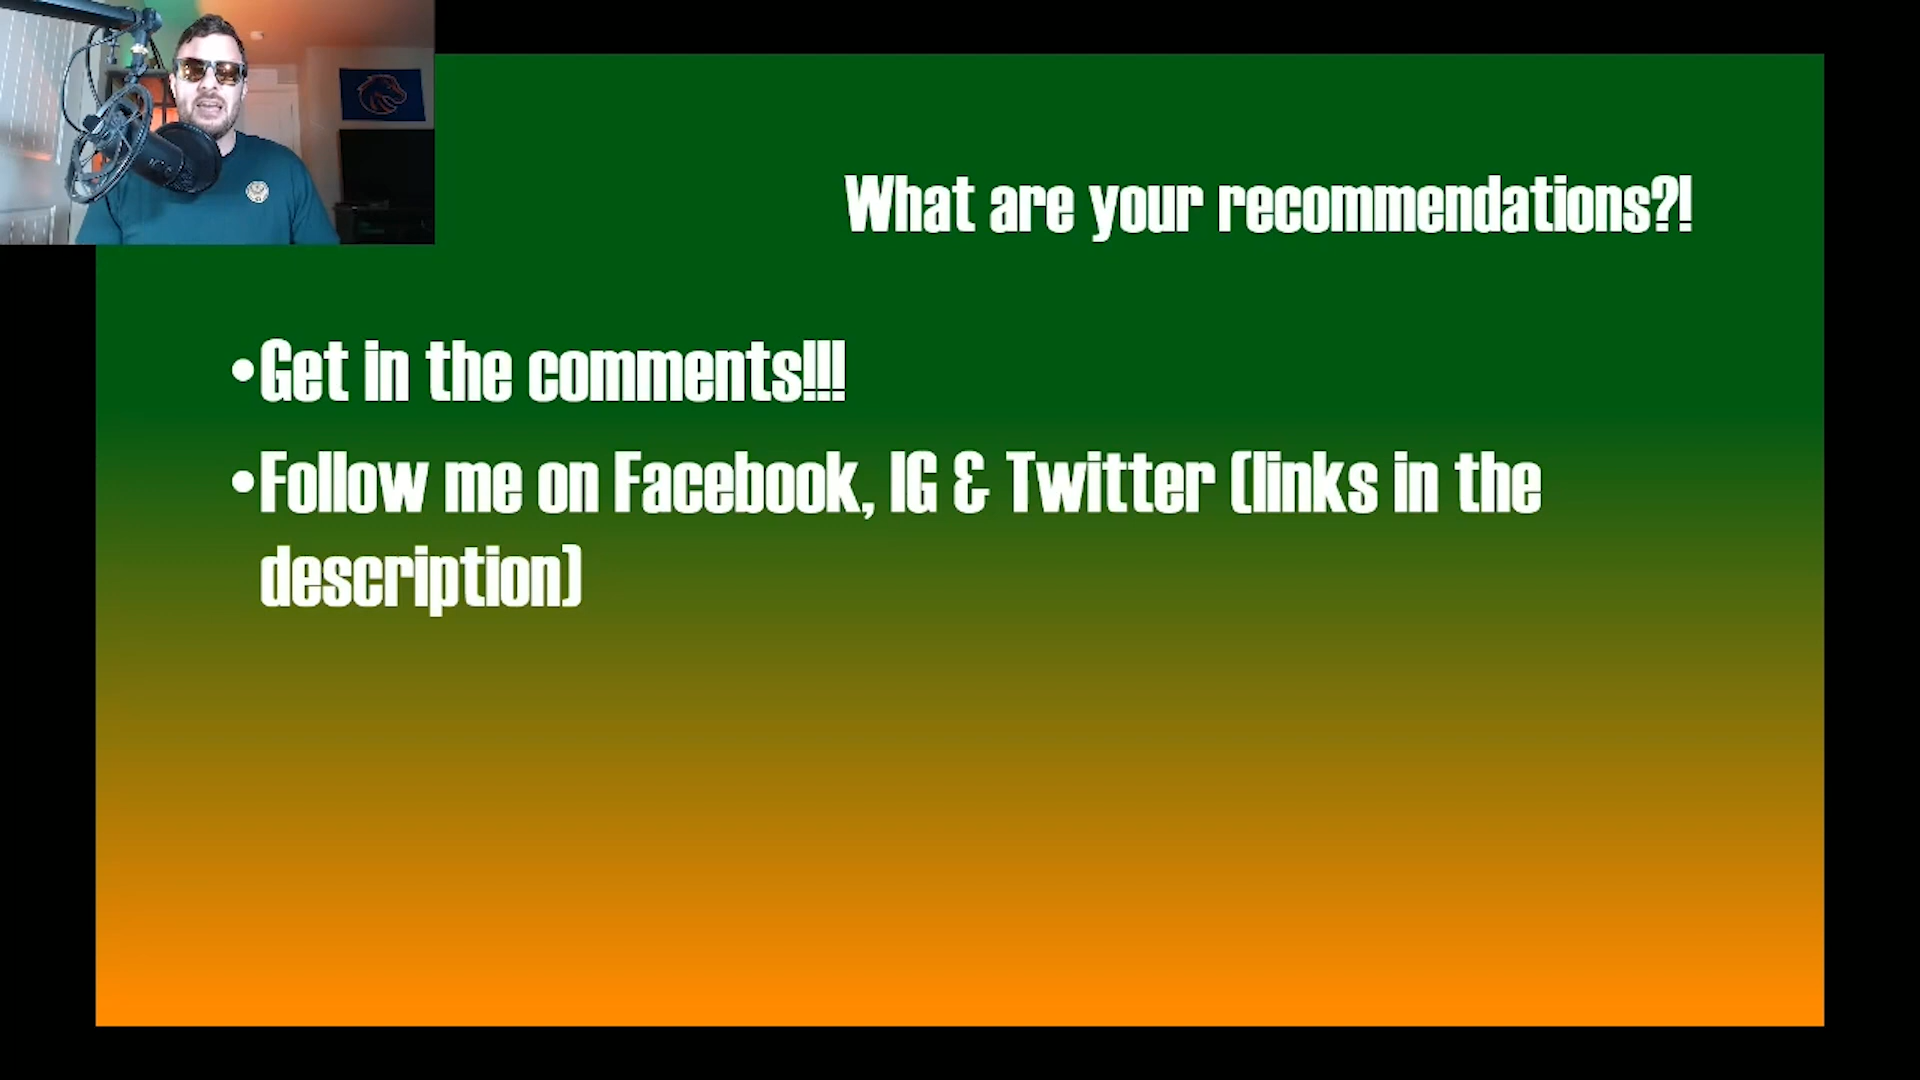 What are your recommendations?!
•Get in the comments!!!
•Follow me on Facebook, IG & Twitter (links in the
description)